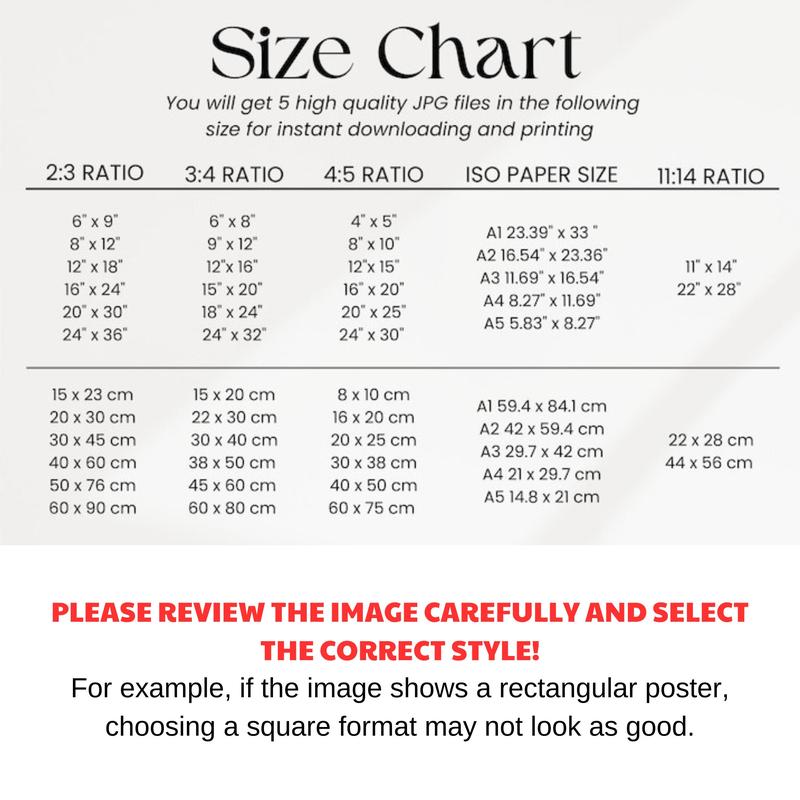 Size Chart
You will get 5 high quality JPG files in the following
size for instant downloading and printing
2:3 RATIO 3:4 RATIO 4:5 RATIO ISO PAPER SIZE 11:14 RATIO
6" x 9"
8" x 12"
12" x 18"
16" x 24"
20" x 30"
24" x 36"
6" x 8"
9" x 12"
12"x 16"
15" x 20"
18" x 24"
24" x 32"
4" x 5"
8" x 10"
12"x 15"
16" x 20"
20" x 25"
24" x 30"
A1 23.39" x 33 "
A2 16.54" x 23.36"
A3 11.69" x 16.54"
A4 8.27" x 11.69"
A5 5.83" x 8.27"
11" x 14"
22" x 28"
15 x 23 cm
20 x 30 cm
30 x 45 cm
40 x 60 cm
50 x 76 cm
60 x 90 cm
15 x 20 cm
22 x 30 cm
30 x 40 cm
38 x 50 cm
45 x 60 cm
60 x 80 cm
8 x 10 cm
16 x 20 cm
20 x 25 cm
30 x 38 cm
40 x 50 cm
60 x 75 cm
A1 59.4 x 84.1 cm
A2 42 x 59.4 cm
A3 29.7 x 42 cm
A4 21 x 29.7 cm
A5 14.8 x 21 cm
22 x 28 cm
44 x 56 cm
PLEASE REVIEW THE IMAGE CAREFULLY AND SELECT
THE CORRECT STYLE!
For example, if the image shows a rectangular poster,
choosing a square format may not look as good.